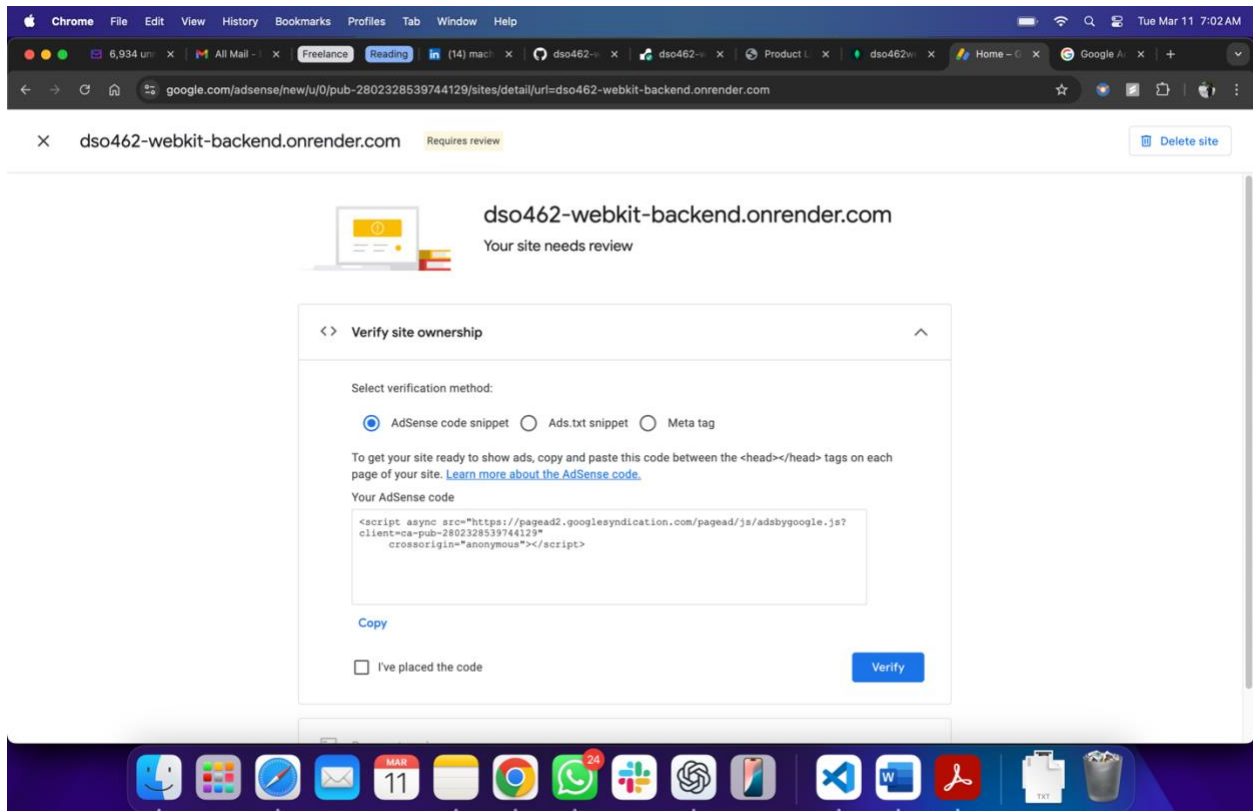 Chrome File Edit View History Bookmarks Profiles Tab Window Help Tue Mar 11 7:02 AM
6,934 unr All Mail - Freelance Reading in (14) mach dso462-w dso462-w Product L dso462w Home – G Google A
google.com/adsense/new/u/0/pub-2802328539744129/sites/detail/url=dso462-webkit-backend.onrender.com
dso462-webkit-backend.onrender.com Requires review Delete site
dso462-webkit-backend.onrender.com
Your site needs review
<> Verify site ownership
Select verification method:
AdSense code snippet Ads.txt snippet Meta tag
To get your site ready to show ads, copy and paste this code between the <head></head> tags on each
page of your site. Learn more about the AdSense code.
Your AdSense code
<script async src="https://pagead2.googlesyndication.com/pagead/js/adsbygoogle.js?
client=ca-pub-2802328539744129"
crossorigin="anonymous"></script>
Copy
I've placed the code Verify
MAR
11
24
W
TXT